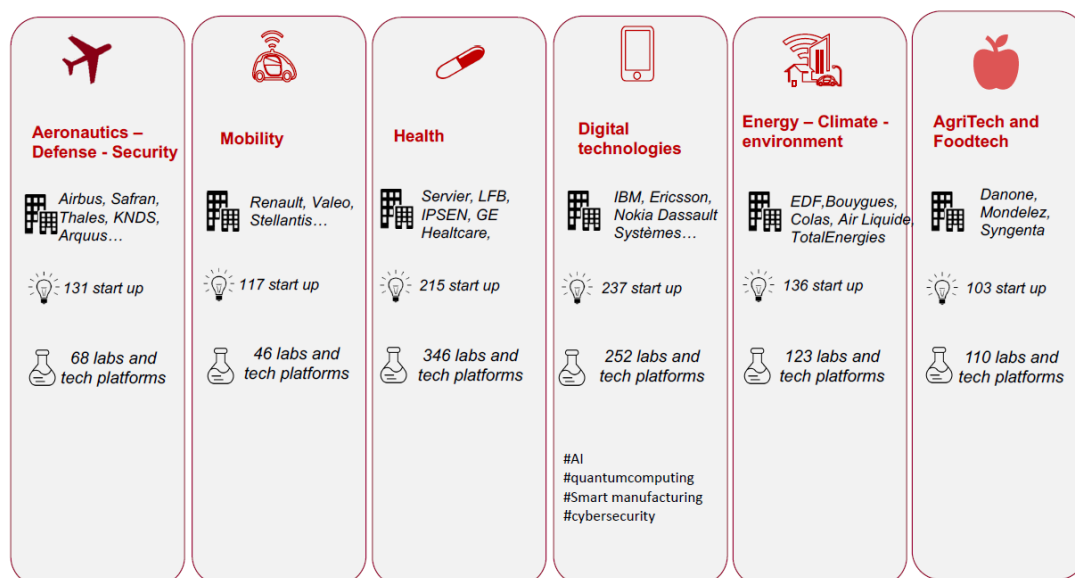 Aeronautics –
Defense - Security
Airbus, Safran,
Thales, KNDS,
Arquus…
131 start up
68 labs and
tech platforms
Mobility
Renault, Valeo,
Stellantis…
117 start up
46 labs and
tech platforms
Health
Servier, LFB,
IPSEN, GE
Healtcare,
215 start up
346 labs and
tech platforms
Digital
technologies
IBM, Ericsson,
Nokia Dassault
Systèmes…
237 start up
252 labs and
tech platforms
#AI
#quantumcomputing
#Smart manufacturing
#cybersecurity
Energy – Climate -
environment
EDF,Bouygues,
Colas, Air Liquide,
TotalEnergies
136 start up
123 labs and
tech platforms
AgriTech and
Foodtech
Danone,
Mondelez,
Syngenta
103 start up
110 labs and
tech platforms